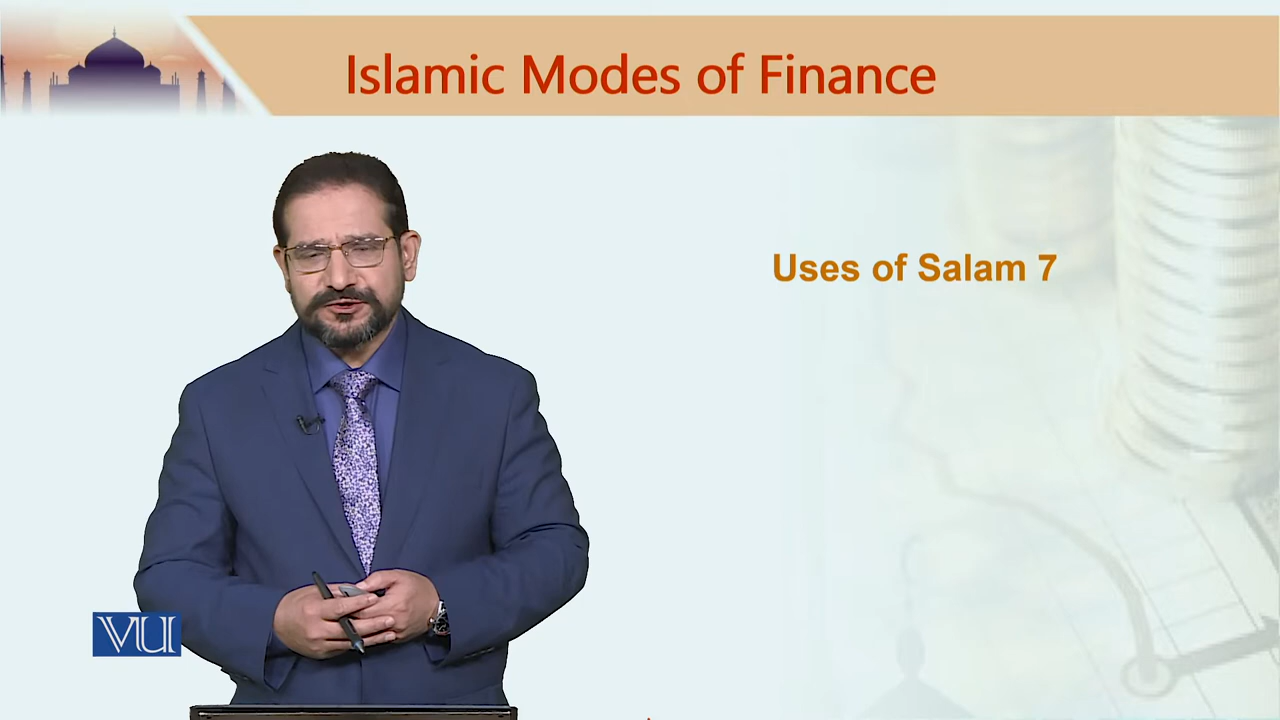 Islamic Modes of Finance
Uses of Salam 7
VU